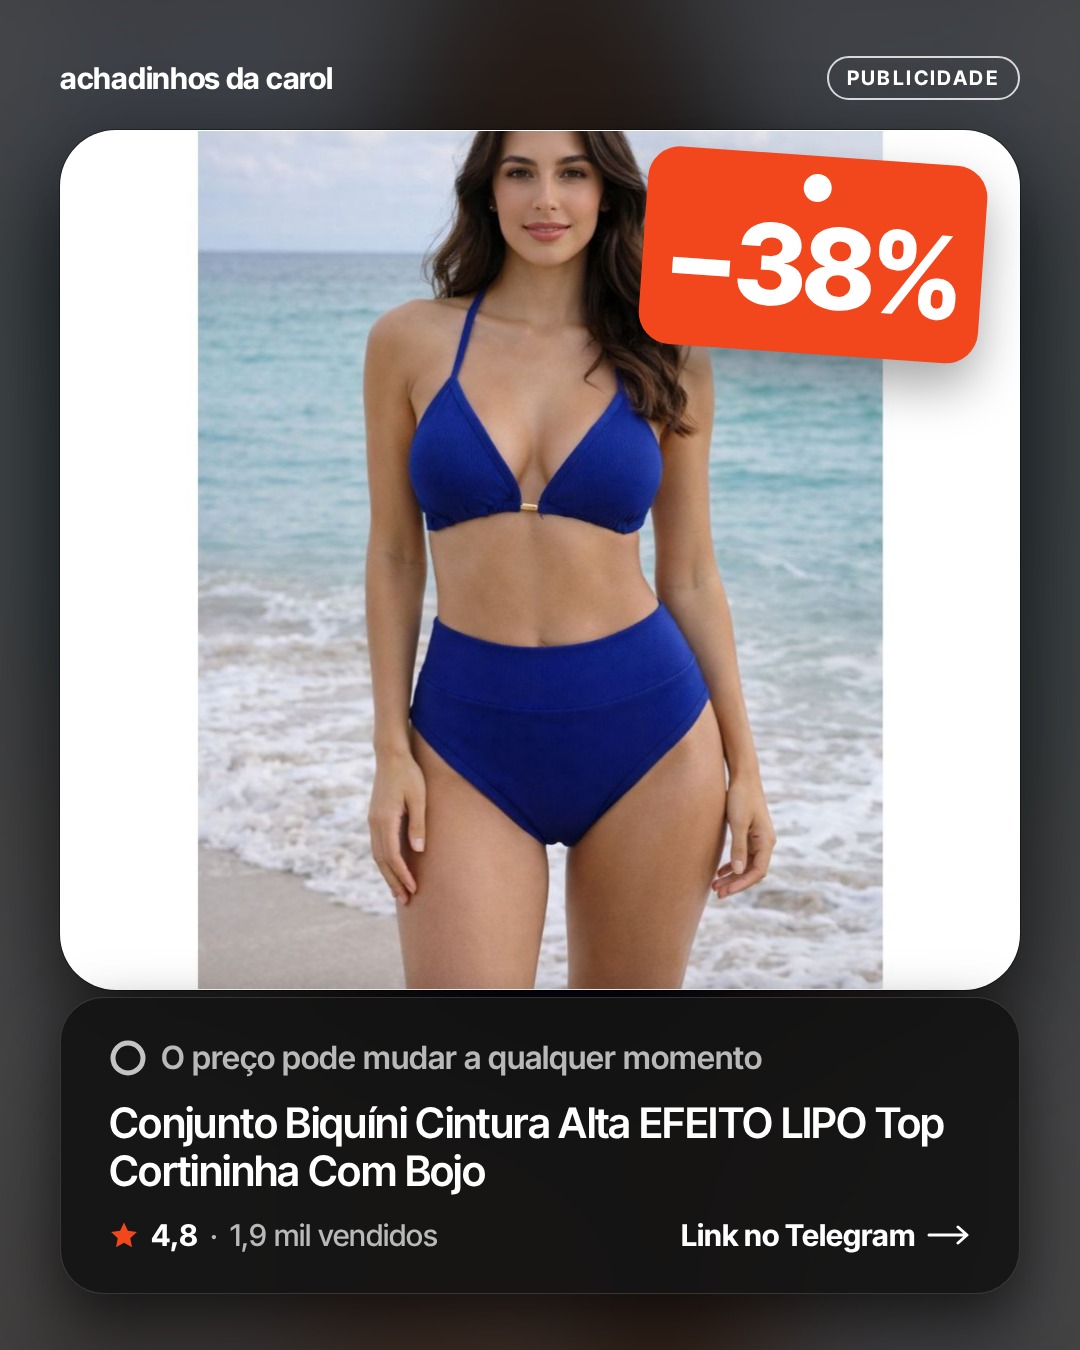 achadinhos da carol
PUBLICIDADE
−38%
O preço pode mudar a qualquer momento
Conjunto Biquíni Cintura Alta EFEITO LIPO Top
Cortininha Com Bojo
4,8 · 1,9 mil vendidos
Link no Telegram →